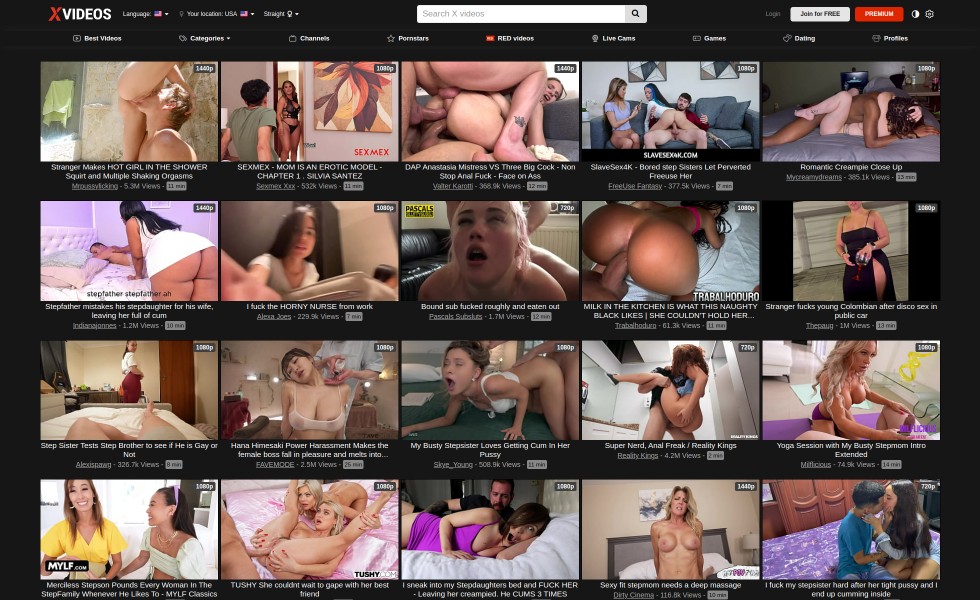 XVIDEOS
Language:
Your location: USA
Straight
Search X videos
Login
Join for FREE
PREMIUM
Best Videos
Categories
Channels
Pornstars
RED videos
Live Cams
Games
Dating
Profiles
1440p
1080p
SEXMEX
1440p
1080p
SLAVESEX4K.COM
1080p
Stranger Makes HOT GIRL IN THE SHOWER
Squirt and Multiple Shaking Orgasms
Mroussylicking - 5.3M Views - 11 min
SEXMEX - MOM IS AN EROTIC MODEL -
CHAPTER 1 . SILVIA SANTEZ
Sexmex Xxx - 532k Views - 11 min
DAP Anastasia Mistress VS Three Big Cock - Non
Stop Anal Fuck - Face on Ass
Valter Karotti - 368.9k Views - 12 min
SlaveSex4K - Bored step Sisters Let Perverted
Freeuse Her
FreeUse Fantasy - 377.5k Views - 7 min
Romantic Creampie Close Up
Mycreamydreams - 385.1k Views - 13 min
1440p
stepfather stepfather ah
1080p
PASCALS
720p
1080p
TRABALHODURO
1080p
Stepfather mistakes his stepdaughter for his wife,
leaving her full of cum
Indianajonnes - 1.2M Views - 10 min
I fuck the HORNY NURSE from work
Alexa Joes - 229.9k Views - 7 min
Bound sub fucked roughly and eaten out
Pascals Subsluts - 1.7M Views - 12 min
MILK IN THE KITCHEN IS WHAT THIS NAUGHTY
BLACK LIKES | SHE COULDN'T HOLD HER...
Trabalhoduro - 61.3k Views - 11 min
Stranger fucks young Colombian after disco sex in
public car
Thepaug - 1M Views - 13 min
1080p
1080p
1080p
720p
REALITY KINGS
1080p
Step Sister Tests Step Brother to see if He is Gay or
Not
Alexispawg - 326.7k Views - 8 min
Hana Himesaki Power Harassment Makes the
female boss fall in pleasure and melts into...
FAVEMODE - 2.5M Views - 25 min
My Busty Stepsister Loves Getting Cum In Her
Pussy
Skye_Young - 508.9k Views - 11 min
Super Nerd, Anal Freak / Reality Kings
Reality Kings - 4.2M Views - 2 min
Yoga Session with My Busty Stepmom Intro
Extended
Milflicious - 74.9k Views - 14 min
1080p
MYLF.COM
1080p
TUSHY.COM
1080p
1440p
720p
Merciless Stepson Pounds Every Woman In The
StepFamily Whenever He Likes To - MYLF Classics
TUSHY She couldnt wait to gape with her best
friend
I sneak into my Stepdaughters bed and FUCK HER
- Leaving her creampied. He CUMS 3 TIMES
Sexy fit stepmom needs a deep massage
Dirty Cinema - 116.8k Views - 10 min
I fuck my stepsister hard after her tight pussy and I
end up cumming inside